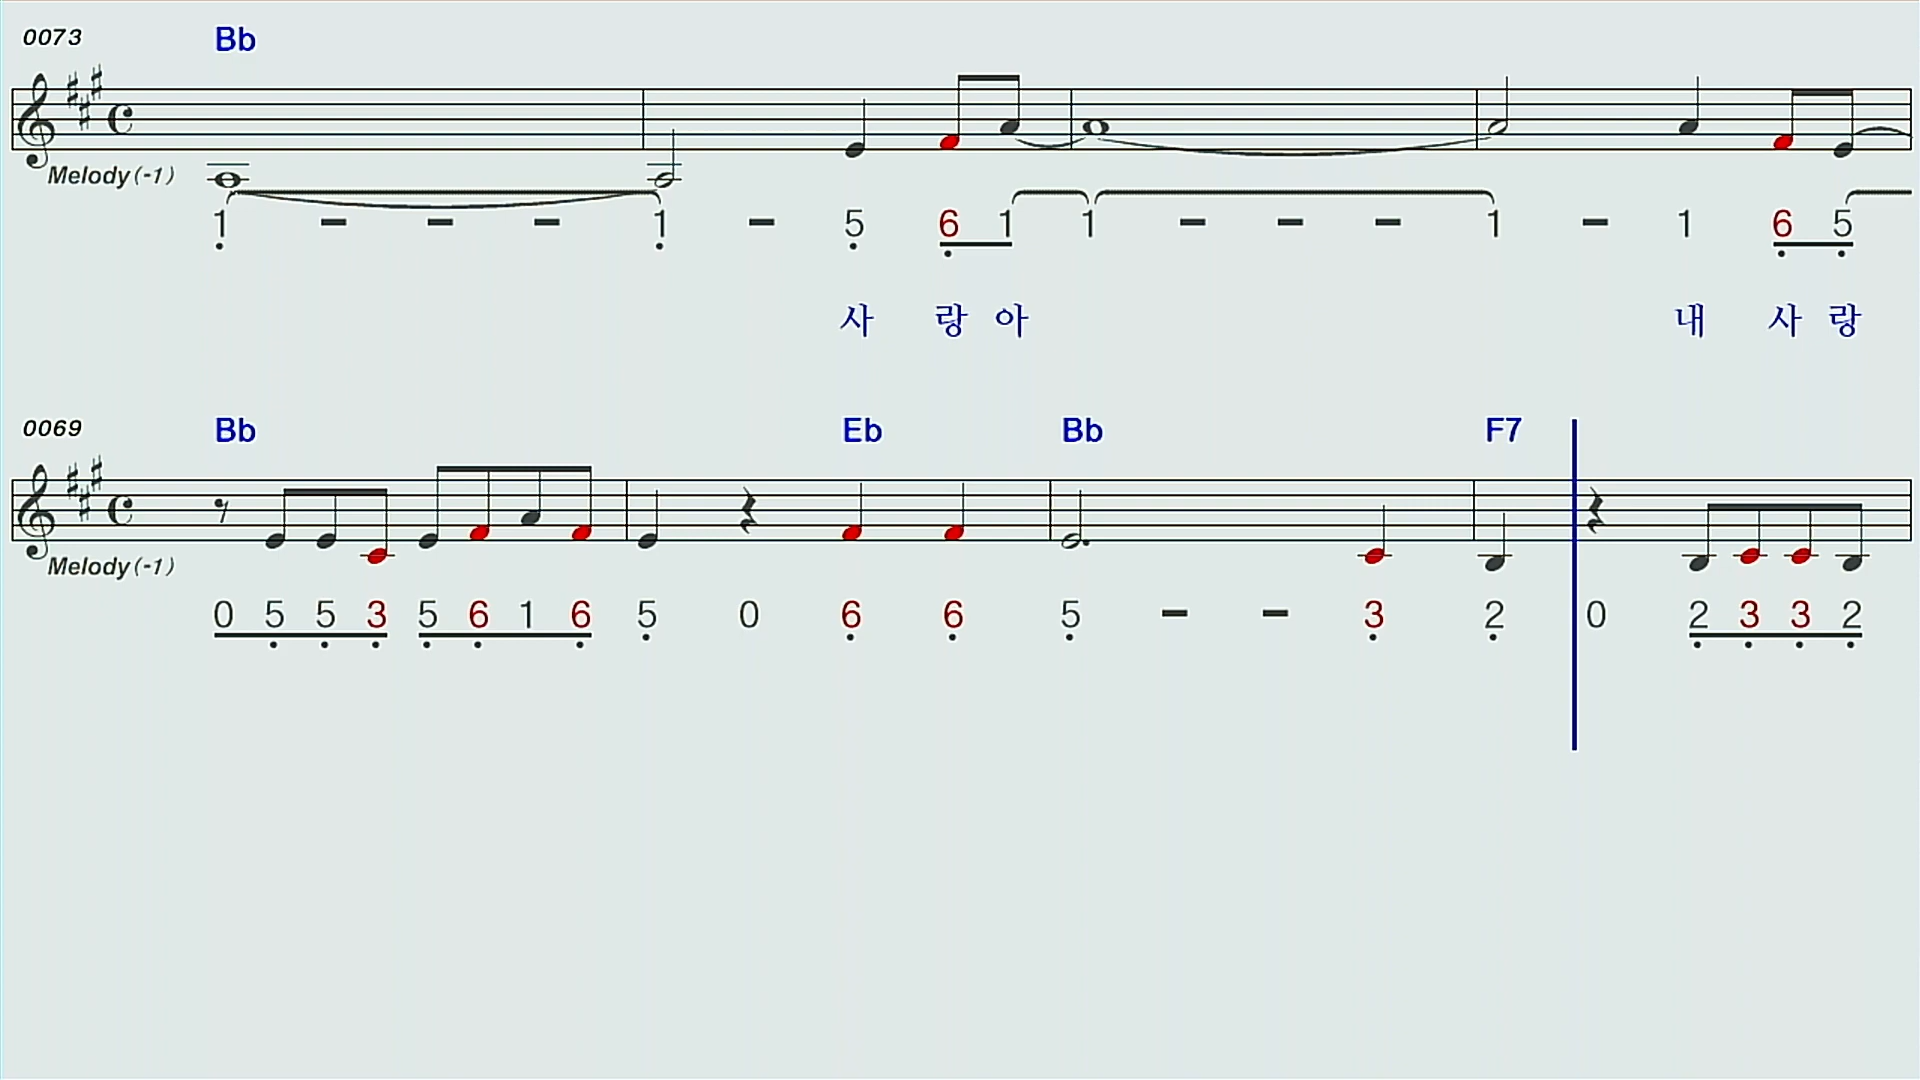 0073 Bb
Melody(-1)
1 - - - 1 - 5 6 1 1 - - - 1 - 1 6 5
사 랑 아 내 사 랑
0069 Bb Eb Bb F7
Melody(-1)
0 5 5 3 5 6 1 6 5 0 6 6 5 - - 3 2 0 2 3 3 2